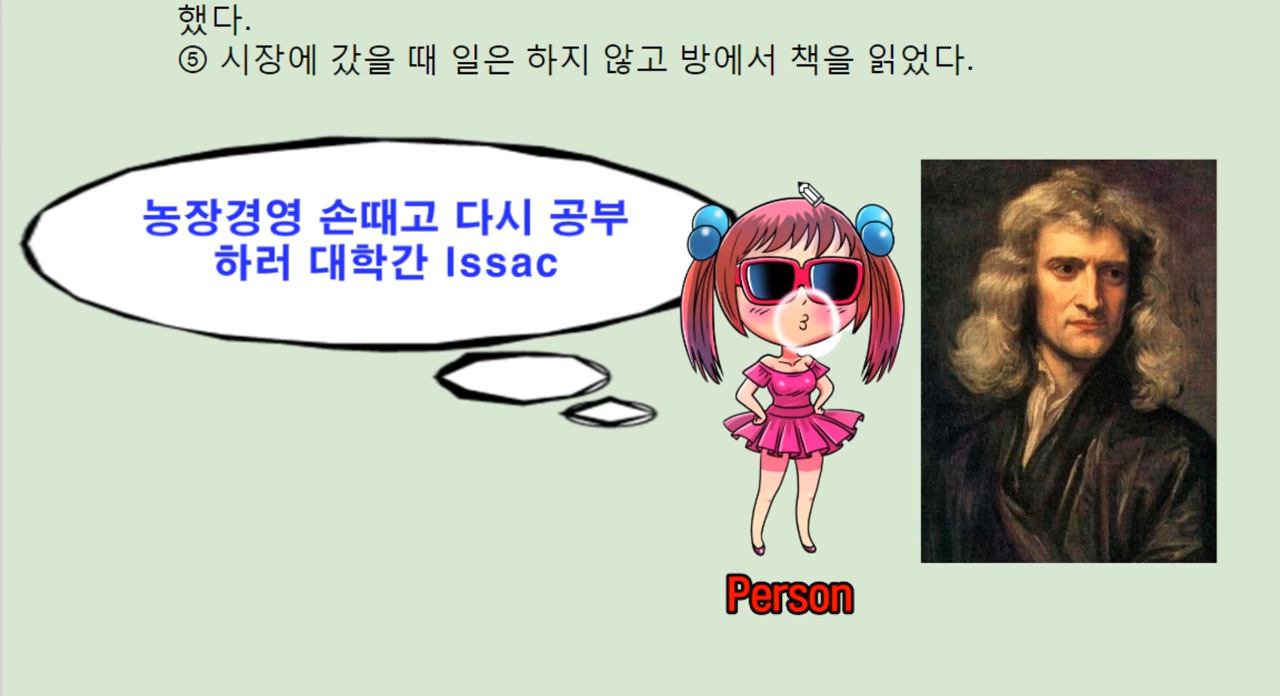 했다.
⑤ 시장에 갔을 때 일은 하지 않고 방에서 책을 읽었다.
농장경영 손때고 다시 공부
하러 대학간 Issac
Person